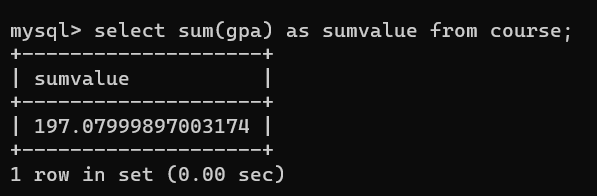 mysql> select sum(gpa) as sumvalue from course;
+--------------------+
| sumvalue           |
+--------------------+
| 197.07999897003174 |
+--------------------+
1 row in set (0.00 sec)